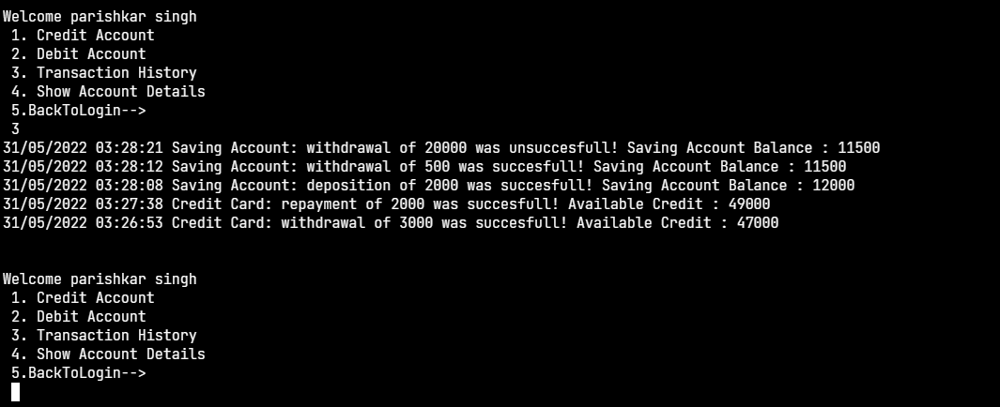 Welcome parishkar singh
1. Credit Account
2. Debit Account
3. Transaction History
4. Show Account Details
5.BackToLogin-->
3
31/05/2022 03:28:21 Saving Account: withdrawal of 20000 was unsuccesfull! Saving Account Balance : 11500
31/05/2022 03:28:12 Saving Account: withdrawal of 500 was succesfull! Saving Account Balance : 11500
31/05/2022 03:28:08 Saving Account: deposition of 2000 was succesfull! Saving Account Balance : 12000
31/05/2022 03:27:38 Credit Card: repayment of 2000 was succesfull! Available Credit : 49000
31/05/2022 03:26:53 Credit Card: withdrawal of 3000 was succesfull! Available Credit : 47000
Welcome parishkar singh
1. Credit Account
2. Debit Account
3. Transaction History
4. Show Account Details
5.BackToLogin-->